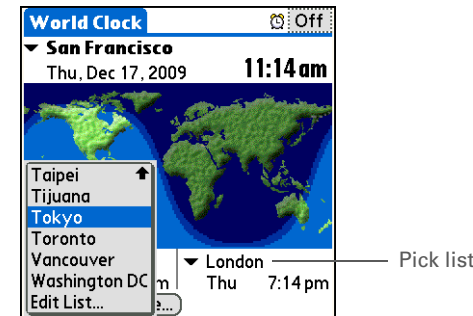 World Clock Off
San Francisco
Thu, Dec 17, 2009 11:14 am
Taipei
Tijuana
Tokyo
Toronto
Vancouver
Washington DC
Edit List...
m
e...
London
Thu 7:14 pm
Pick list